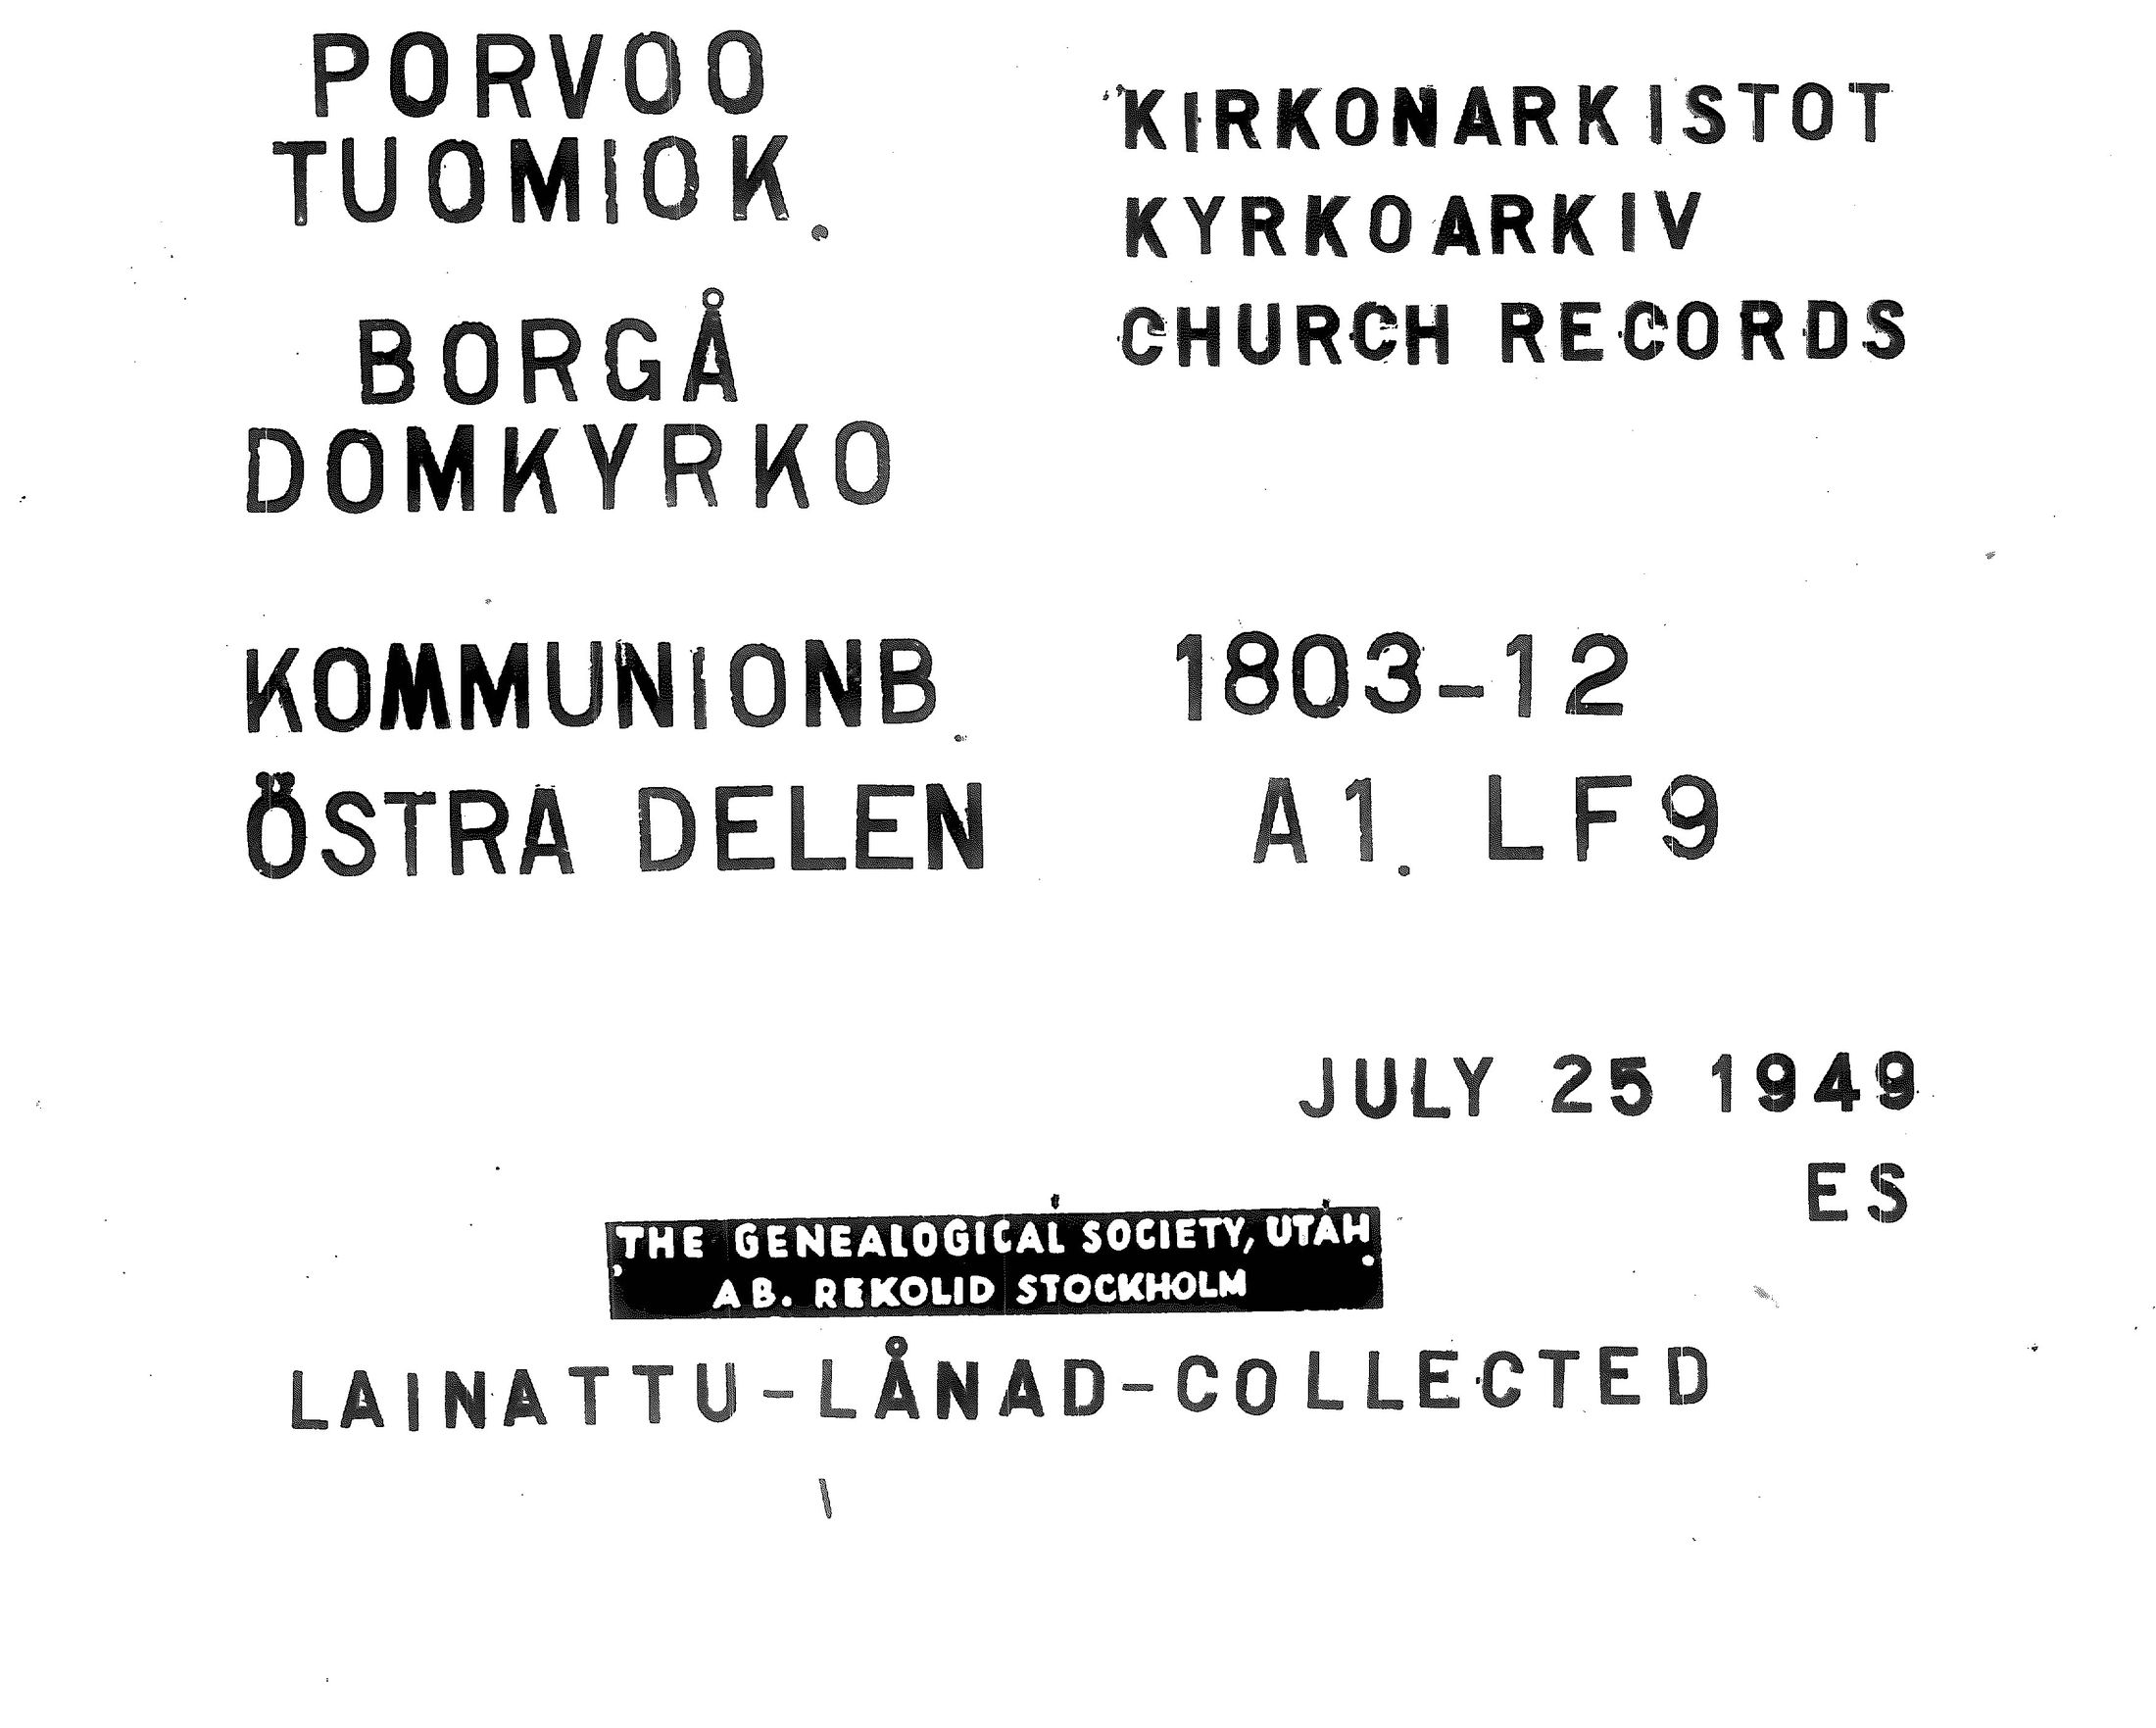 PORVOO
TUOMIOK.
BORGÅ
DOMKYRKO
KIRKONARKISTOT
KYRKOARKIV
CHURCH RECORDS
KOMMUNIONB. 1803-12
ÖSTRA DELEN A1. LF9
JULY 25 1949
ES
THE GENEALOGICAL SOCIETY, UTAH
AB. REKOLID STOCKHOLM
LAINATTU-LÅNAD-COLLECTED